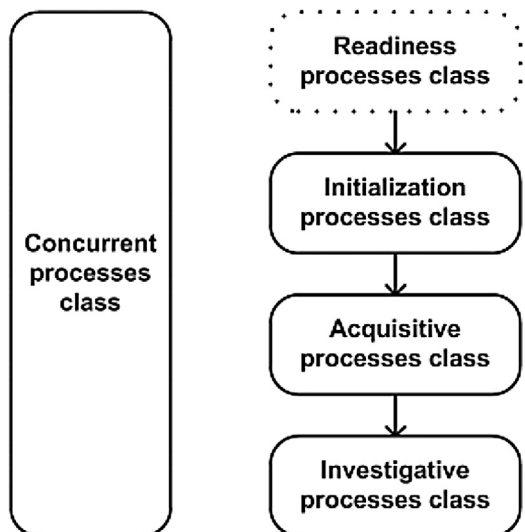 Concurrent
processes
class
Readiness
processes class
Initialization
processes class
Acquisitive
processes class
Investigative
processes class